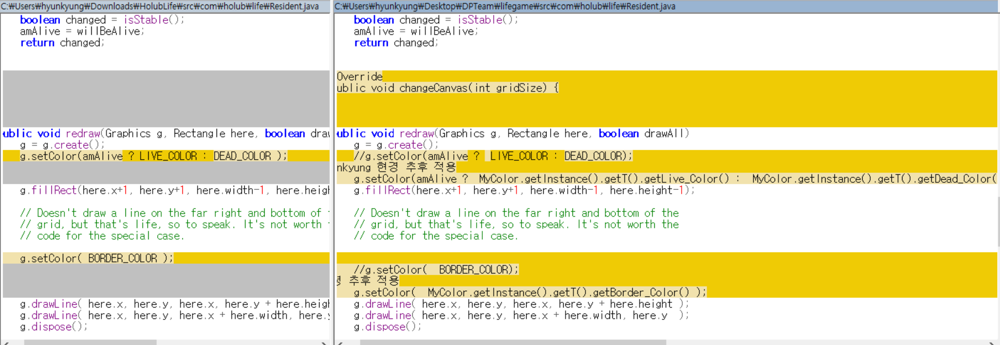 C:₩Users₩hyunkyung₩Downloads₩HolubLife₩src₩com₩holub₩life₩Resident.java
boolean changed = isStable();
amAlive = willBeAlive;
return changed;
ublic void redraw(Graphics g, Rectangle here, boolean drav
g = g.create();
g.setColor(amAlive ? LIVE_COLOR : DEAD_COLOR );
g.fillRect(here.x+1, here.y+1, here.width-1, here.heigh
// Doesn't draw a line on the far right and bottom of
// grid, but that's life, so to speak. It's not worth
// code for the special case.
g.setColor( BORDER_COLOR );
g.drawLine( here.x, here.y, here.x, here.y + here.heigh
g.drawLine( here.x, here.y, here.x + here.width, here.y
g.dispose();
C:₩Users₩hyunkyung₩Desktop₩DPTeam₩lifegame₩src₩com₩holub₩life₩Resident.java
boolean changed = isStable();
amAlive = willBeAlive;
return changed;
Override
ublic void changeCanvas(int gridSize) {
ublic void redraw(Graphics g, Rectangle here, boolean drawAll)
g = g.create();
//g.setColor(amAlive ?  LIVE_COLOR : DEAD_COLOR);
nkyung 현경 추후 적용
g.setColor(amAlive ?  MyColor.getInstance().getT().getLive_Color() :  MyColor.getInstance().getT().getDead_Color(
g.fillRect(here.x+1, here.y+1, here.width-1, here.height-1);
// Doesn't draw a line on the far right and bottom of the
// grid, but that's life, so to speak. It's not worth the
// code for the special case.
//g.setColor(  BORDER_COLOR);
추후 적용
g.setColor(  MyColor.getInstance().getT().getBorder_Color() );
g.drawLine( here.x, here.y, here.x, here.y + here.height );
g.drawLine( here.x, here.y, here.x + here.width, here.y  );
g.dispose();